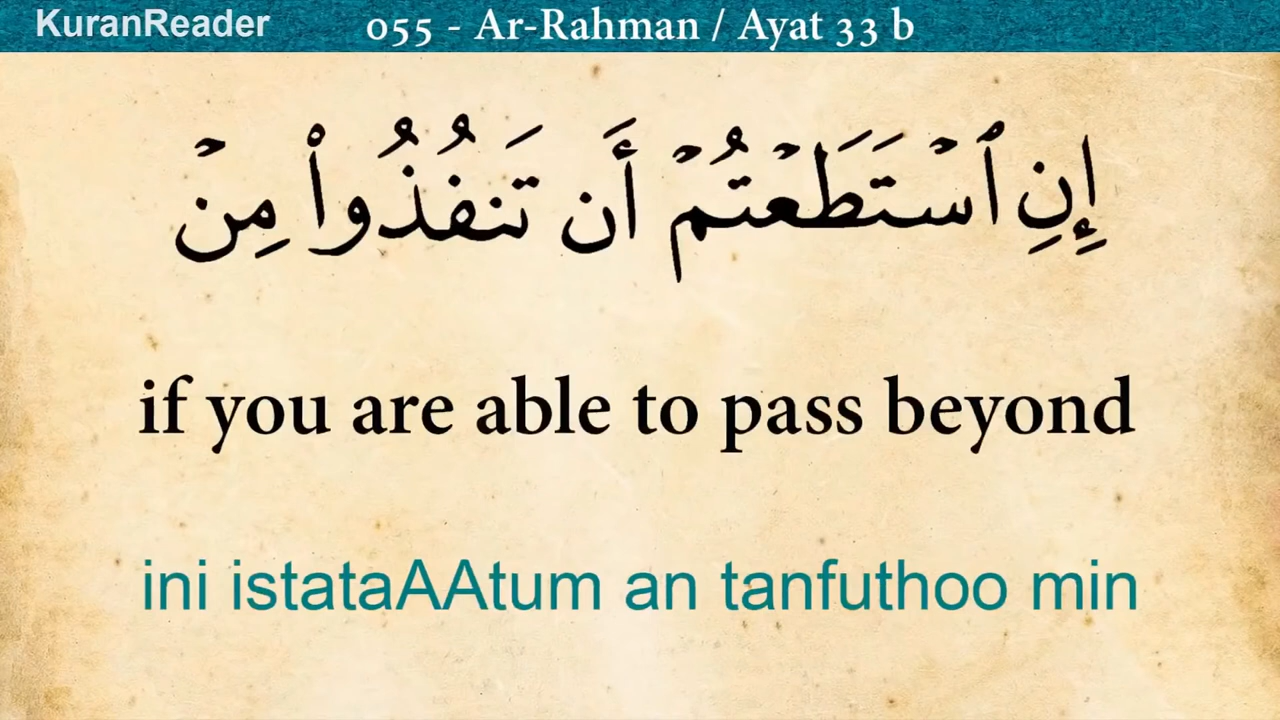 KuranReader
055 - Ar-Rahman / Ayat 33 b
إِنِ ٱسۡتَطَعۡتُمۡ أَن تَنفُذُواْ مِنۡ
if you are able to pass beyond
ini istataAAtum an tanfuthoo min